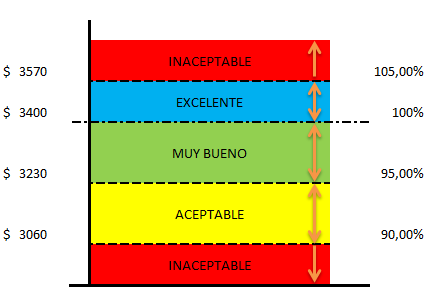 INACEPTABLE
$ 3570 105,00%
EXCELENTE
$ 3400 100%
MUY BUENO
$ 3230 95,00%
ACEPTABLE
$ 3060 90,00%
INACEPTABLE